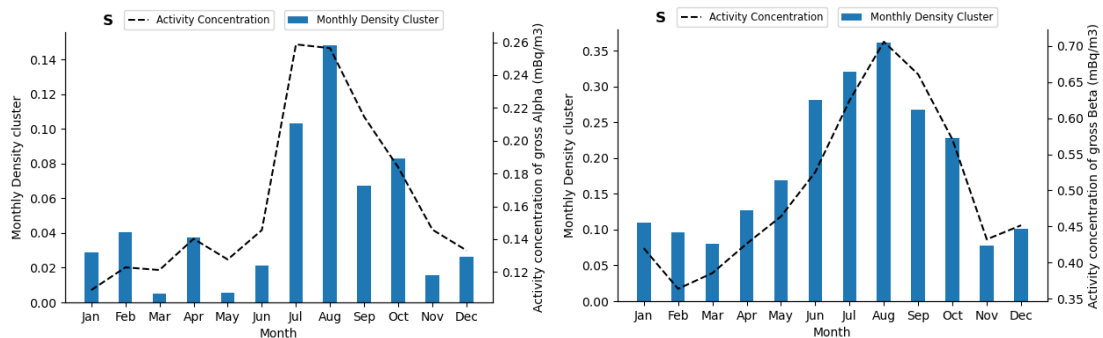 S
Activity Concentration
Monthly Density Cluster
Monthly Density cluster
0.14
0.12
0.10
0.08
0.06
0.04
0.02
0.00
Jan Feb Mar Apr May Jun Jul Aug Sep Oct Nov Dec
Month
0.26
0.24
0.22
0.20
0.18
0.16
0.14
0.12
Activity concentration of gross Alpha (mBq/m3)
S
Activity Concentration
Monthly Density Cluster
Monthly Density cluster
0.35
0.30
0.25
0.20
0.15
0.10
0.05
0.00
Jan Feb Mar Apr May Jun Jul Aug Sep Oct Nov Dec
Month
0.70
0.65
0.60
0.55
0.50
0.45
0.40
0.35
Activity concentration of gross Beta (mBq/m3)